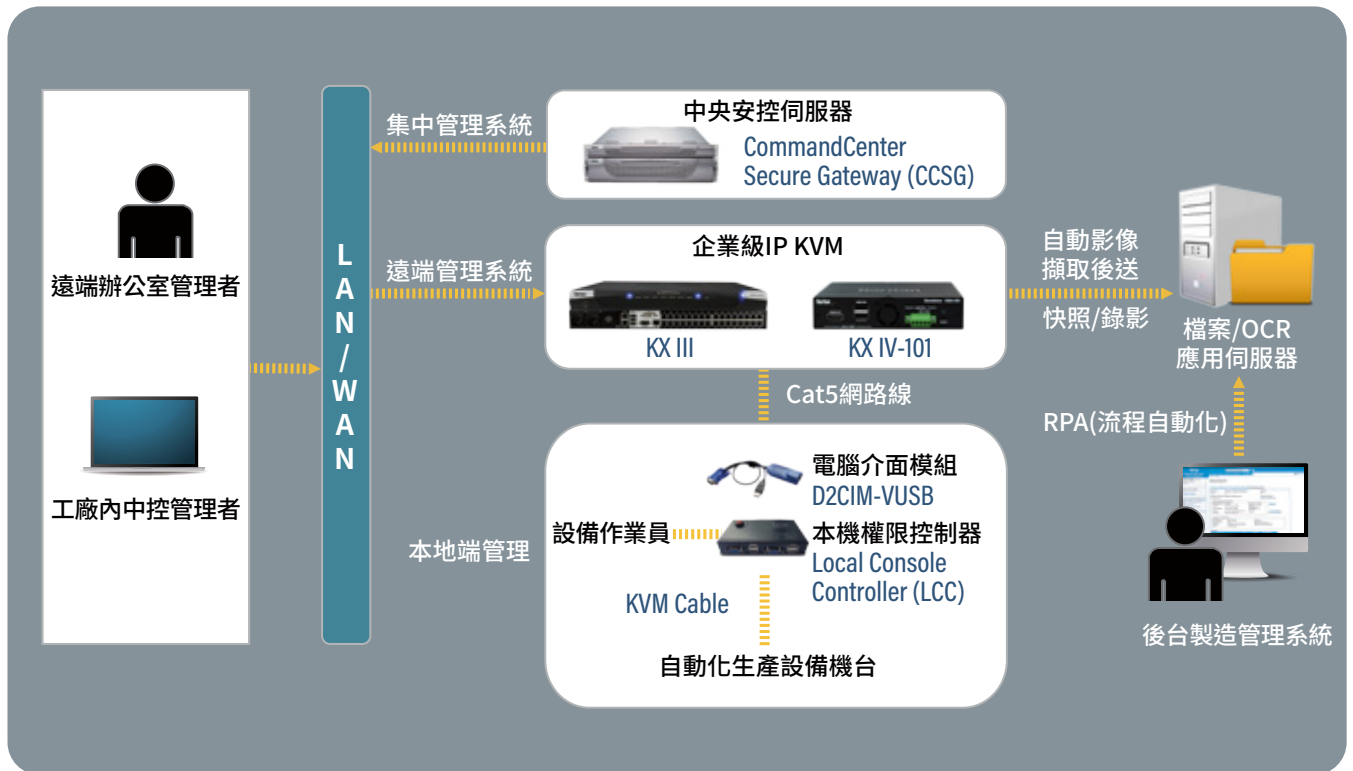 遠端辦公室管理者
工廠內中控管理者
LAN/WAN
集中管理系統
中央安控伺服器
CommandCenter
Secure Gateway (CCSG)
遠端管理系統
企業級IP KVM
KX III
KX IV-101
自動影像
擷取後送
快照/錄影
檔案/OCR
應用伺服器
Cat5網路線
RPA(流程自動化)
本地端管理
電腦介面模組
D2CIM-VUSB
設備作業員
本機權限控制器
Local Console
Controller (LCC)
KVM Cable
自動化生產設備機台
後台製造管理系統